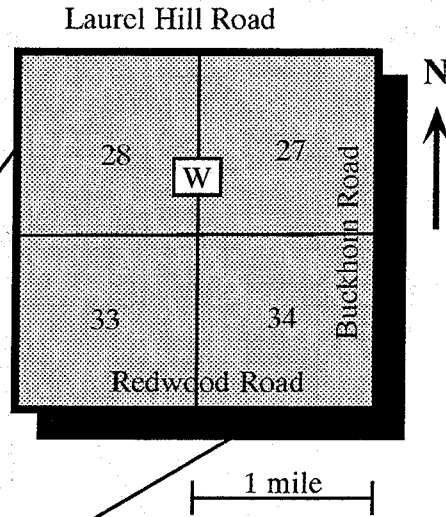 Laurel Hill Road
N
28 27
W
Buckhorn Road
33 34
Redwood Road
1 mile